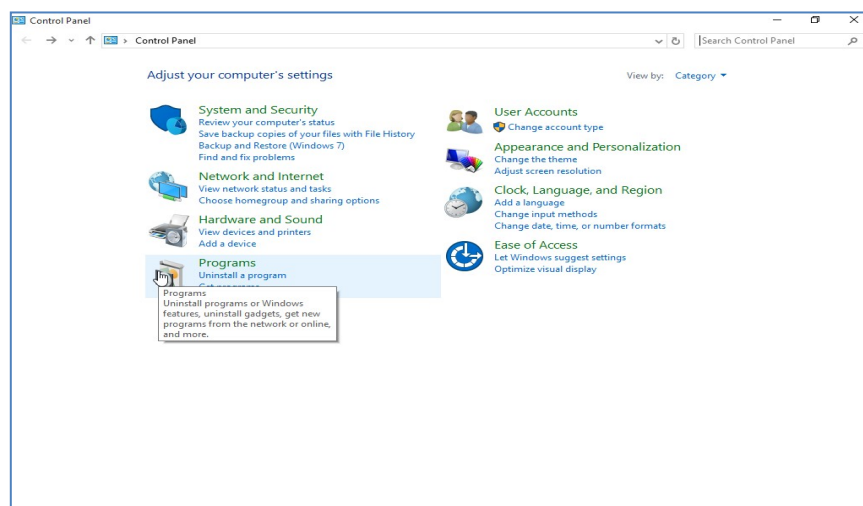 Control Panel
Control Panel
Search Control Panel
Adjust your computer's settings
View by: Category
System and Security
Review your computer's status
Save backup copies of your files with File History
Backup and Restore (Windows 7)
Find and fix problems
Network and Internet
View network status and tasks
Choose homegroup and sharing options
Hardware and Sound
View devices and printers
Add a device
Programs
Uninstall a program
Get programs
Programs
Uninstall programs or Windows
features, uninstall gadgets, get new
programs from the network or online,
and more.
User Accounts
Change account type
Appearance and Personalization
Change the theme
Adjust screen resolution
Clock, Language, and Region
Add a language
Change input methods
Change date, time, or number formats
Ease of Access
Let Windows suggest settings
Optimize visual display